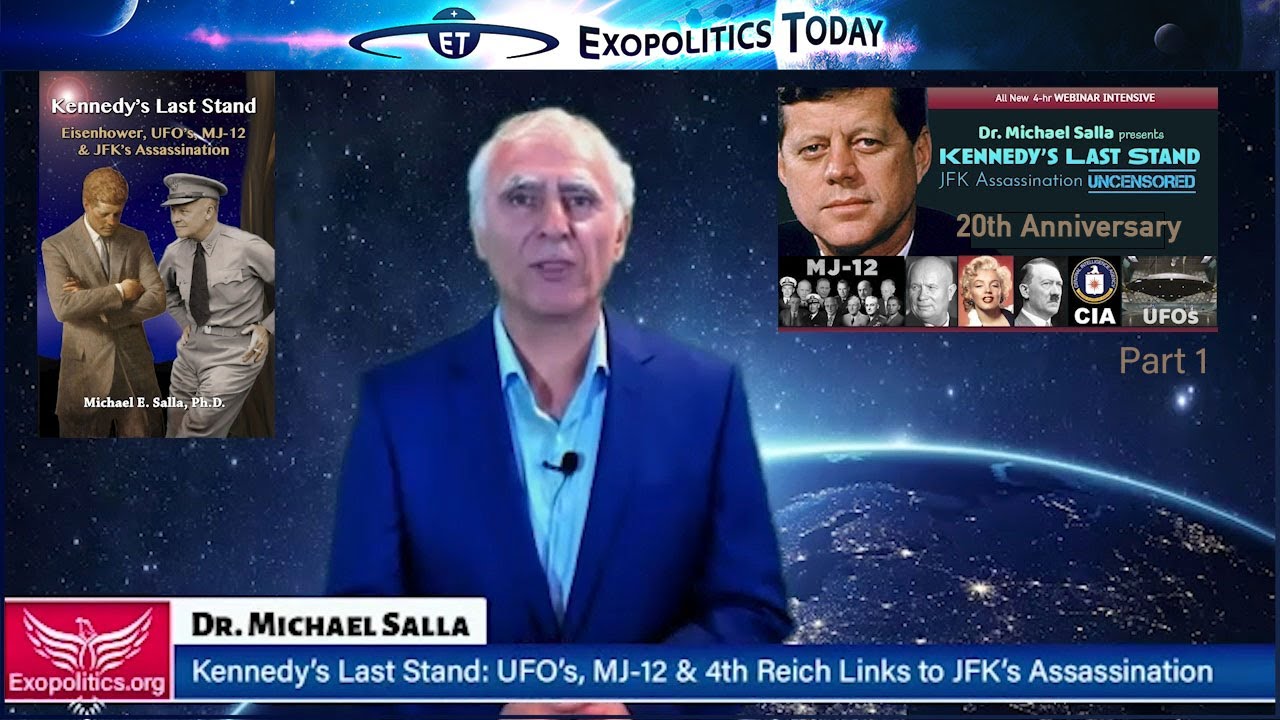 ET
EXOPOLITICS TODAY
Kennedy's Last Stand
Eisenhower, UFO's, MJ-12
& JFK's Assassination
Michael E. Salla, Ph.D.
All New 4-hr WEBINAR INTENSIVE
Dr. Michael Salla presents
KENNEDY'S LAST STAND
JFK Assassination UNCENSORED
20th Anniversary
MJ-12
CIA
UFOs
Part 1
DR. MICHAEL SALLA
Exopolitics.org
Kennedy's Last Stand: UFO's, MJ-12 & 4th Reich Links to JFK's Assassination